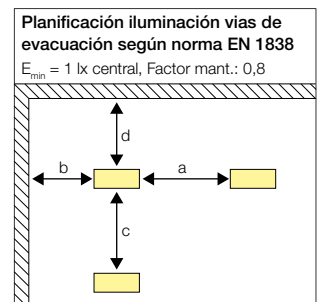 Planificación iluminación vias de
evacuación según norma EN 1838
Emin = 1 lx central, Factor mant.: 0,8
d
b
a
c